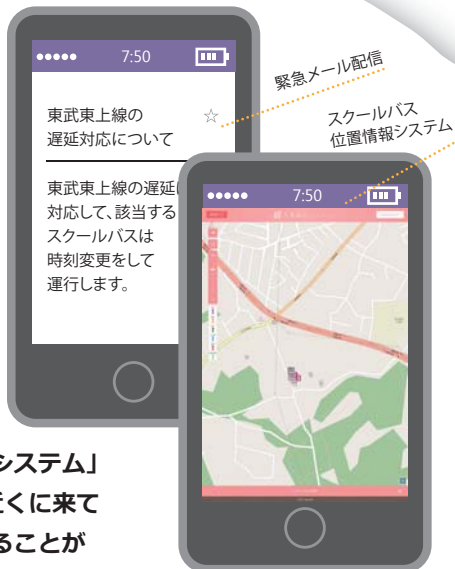 7:50
東武東上線の
遅延対応について
☆
東武東上線の遅延
対応して、該当する
スクールバスは
時刻変更をして
運行します。
緊急メール配信
スクールバス
位置情報システム
7:50
システム」
近くに来て
ることが